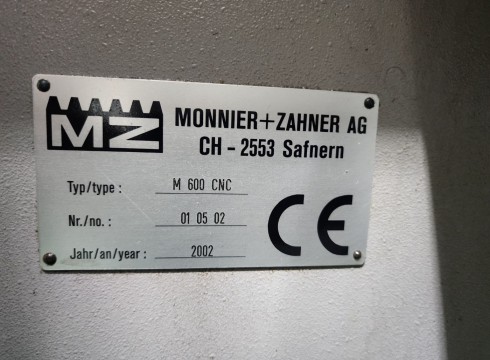 MZ
MONNIER+ZAHNER AG
CH - 2553 Safnern
Typ/type : M 600 CNC
Nr./no. : 01 05 02
Jahr/an/year : 2002
CE